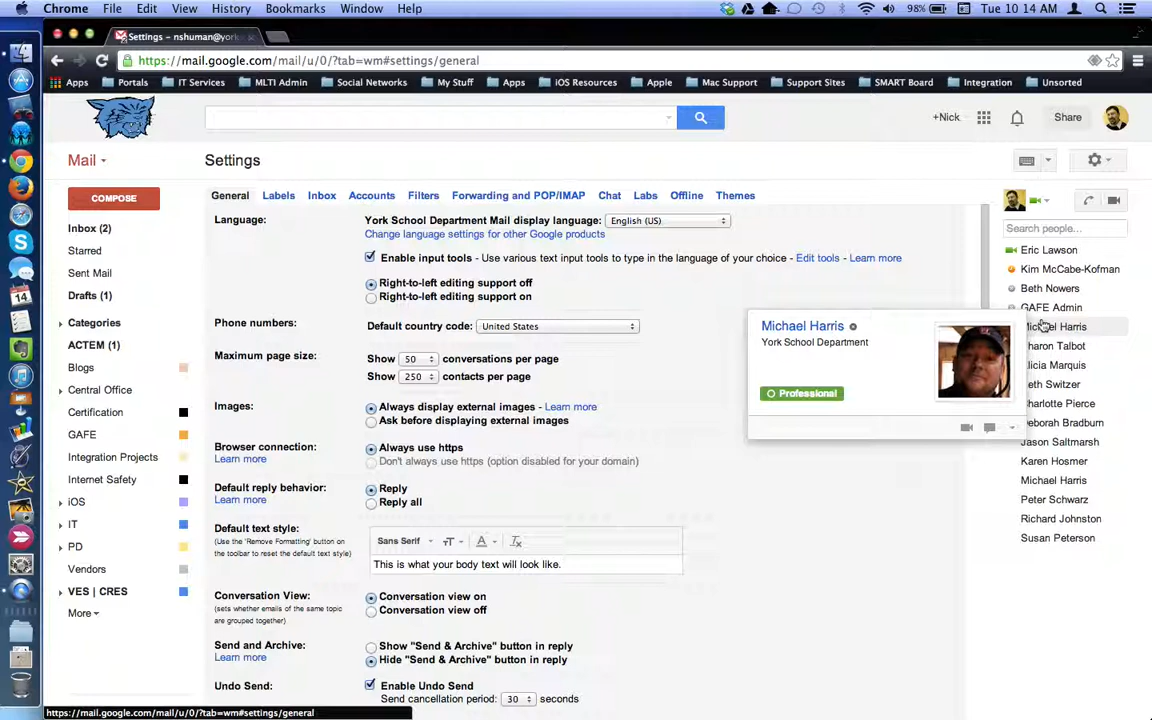 Chrome File Edit View History Bookmarks Window Help 98% Tue 10 14 AM
Settings – nshuman@york
https://mail.google.com/mail/u/0/?tab=wm#settings/general
Apps Portals IT Services MLTI Admin Social Networks My Stuff Apps iOS Resources Apple Mac Support Support Sites SMART Board Integration Unsorted
+Nick Share
Mail Settings
COMPOSE
Inbox (2)
Starred
Sent Mail
Drafts (1)
Categories
ACTEM (1)
Blogs
Central Office
Certification
GAFE
Integration Projects
Internet Safety
iOS
IT
PD
Vendors
VES | CRES
More
General Labels Inbox Accounts Filters Forwarding and POP/IMAP Chat Labs Offline Themes
Language: York School Department Mail display language: English (US)
Change language settings for other Google products
Enable input tools - Use various text input tools to type in the language of your choice - Edit tools - Learn more
Right-to-left editing support off
Right-to-left editing support on
Phone numbers: Default country code: United States
Maximum page size: Show 50 conversations per page
Show 250 contacts per page
Images: Always display external images - Learn more
Ask before displaying external images
Browser connection: Always use https
Learn more Don't always use https (option disabled for your domain)
Default reply behavior: Reply
Learn more Reply all
Default text style: Sans Serif
(Use the 'Remove Formatting' button on
the toolbar to reset the default text style)
This is what your body text will look like.
Conversation View: Conversation view on
(sets whether emails of the same topic
are grouped together)
Conversation view off
Send and Archive: Show "Send & Archive" button in reply
Learn more Hide "Send & Archive" button in reply
Undo Send: Enable Undo Send
Send cancellation period: 30 seconds
Michael Harris
York School Department
Professional
Search people...
Eric Lawson
Kim McCabe-Kofman
Beth Nowers
GAFE Admin
Harris
haron Talbot
licia Marquis
eth Switzer
harlotte Pierce
eborah Bradburn
Jason Saltmarsh
Karen Hosmer
Michael Harris
Peter Schwarz
Richard Johnston
Susan Peterson
https://mail.google.com/mail/u/0/?tab=wm#settings/general